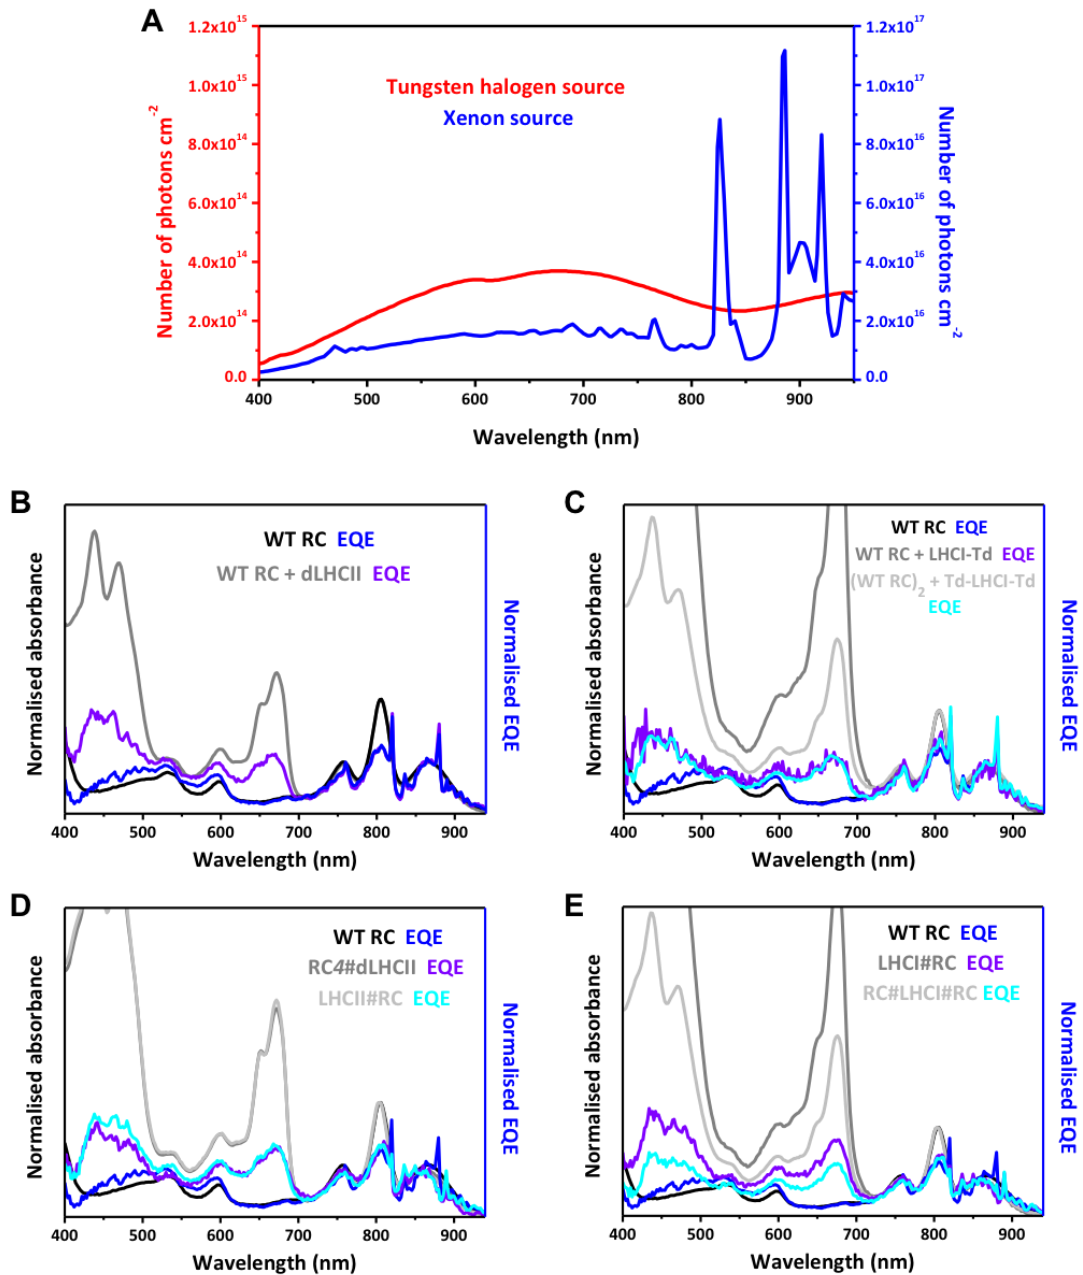 A
1.2x10^15
1.0x10^15
8.0x10^14
6.0x10^14
4.0x10^14
2.0x10^14
0.0
Number of photons cm^-2
Tungsten halogen source
Xenon source
1.2x10^17
1.0x10^17
8.0x10^16
6.0x10^16
4.0x10^16
2.0x10^16
0.0
Number of photons cm^-2
400 500 600 700 800 900
Wavelength (nm)
B
Normalised absorbance
WT RC EQE
WT RC + dLHCII EQE
Normalised EQE
400 500 600 700 800 900
Wavelength (nm)
C
Normalised absorbance
WT RC EQE
WT RC + LHCI-Td EQE
(WT RC)2 + Td-LHCI-Td
EQE
Normalised EQE
400 500 600 700 800 900
Wavelength (nm)
D
Normalised absorbance
WT RC EQE
RC4#dLHCII EQE
LHCII#RC EQE
Normalised EQE
400 500 600 700 800 900
Wavelength (nm)
E
Normalised absorbance
WT RC EQE
LHCI#RC EQE
RC#LHCI#RC EQE
Normalised EQE
400 500 600 700 800 900
Wavelength (nm)